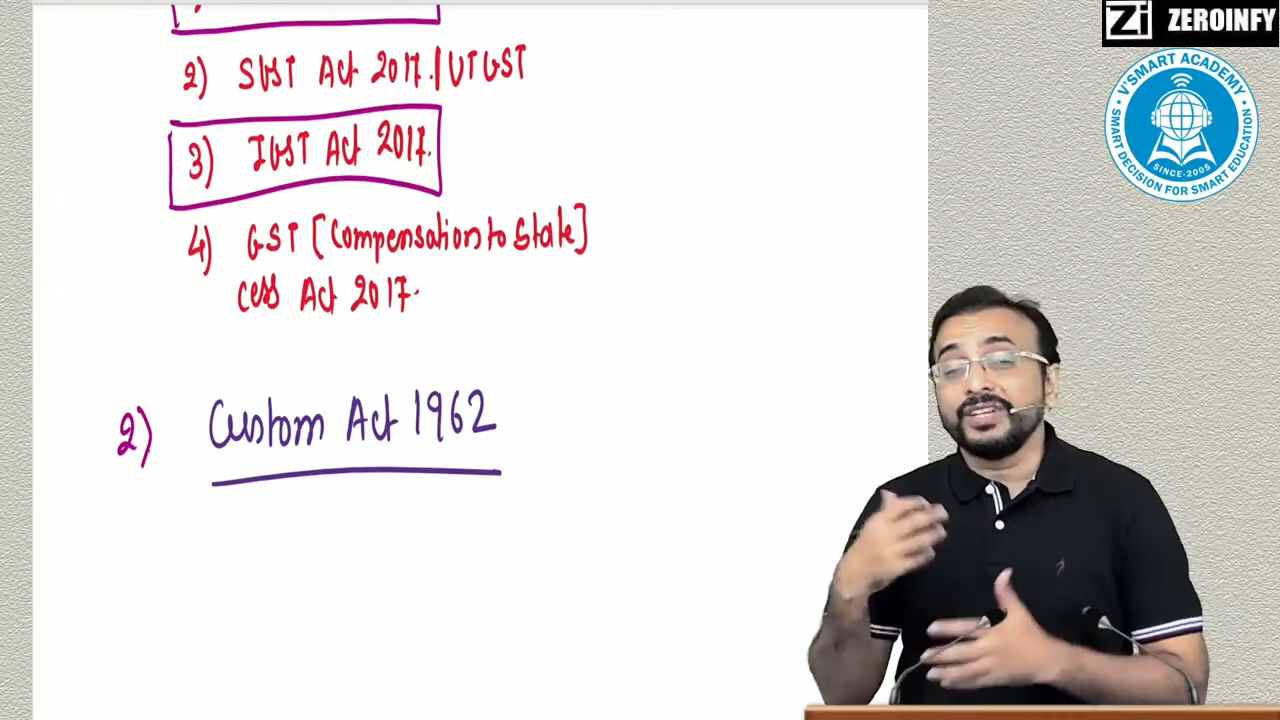 2) SGST Act 2017. / UTGST
3) IGST Act 2017.
4) GST [Compensation to State]
Cess Act 2017.
2) Custom Act 1962
Zi ZEROINFY
V'SMART ACADEMY
SINCE-2005
SMART DECISION FOR SMART EDUCATION